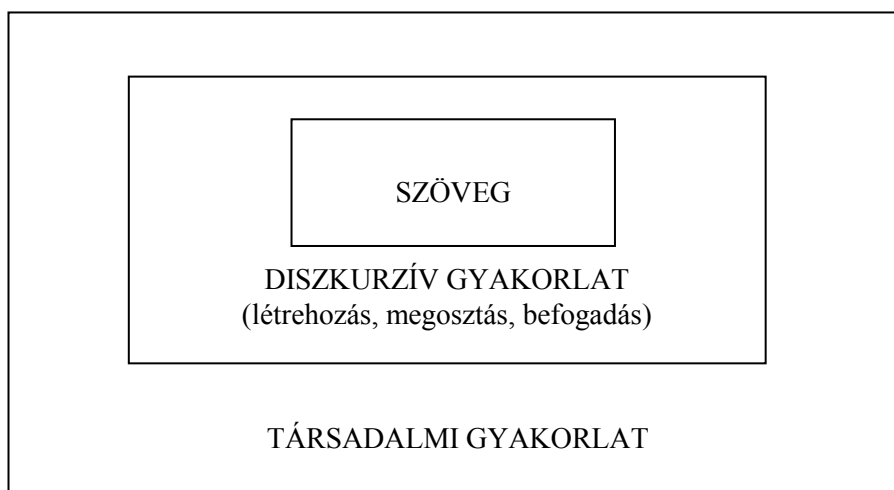 SZÖVEG
DISZKURZÍV GYAKORLAT
(létrehozás, megosztás, befogadás)
TÁRSADALMI GYAKORLAT